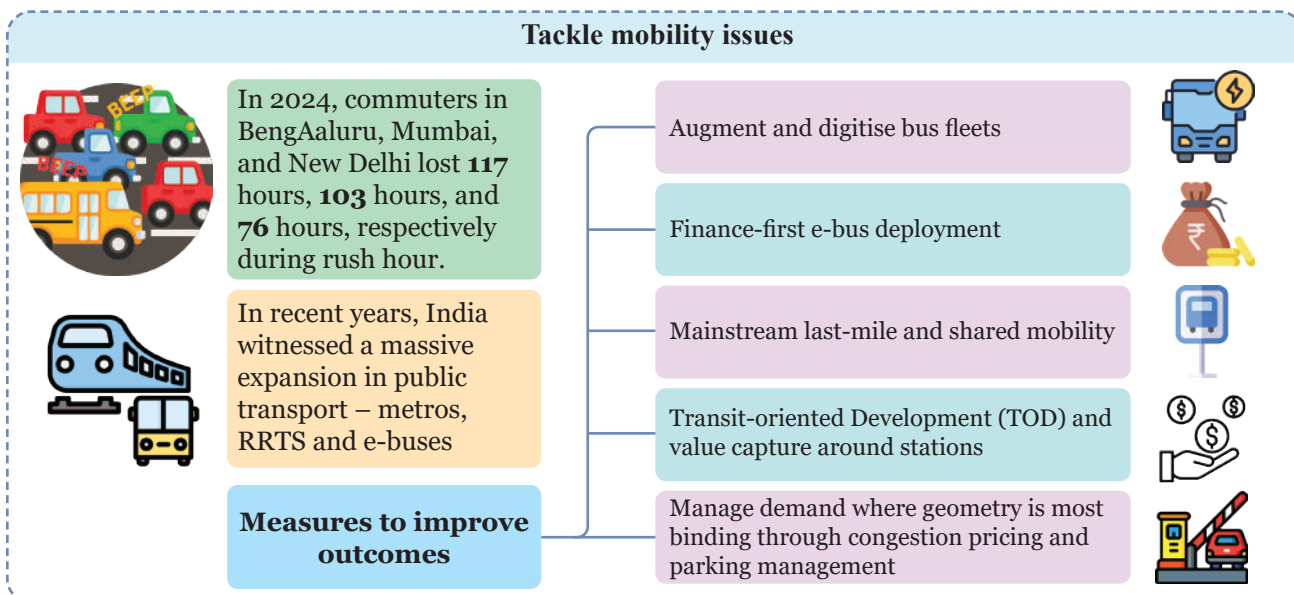 Tackle mobility issues
BEEP
BEEP
In 2024, commuters in
BengAaluru, Mumbai,
and New Delhi lost 117
hours, 103 hours, and
76 hours, respectively
during rush hour.
In recent years, India
witnessed a massive
expansion in public
transport – metros,
RRTS and e-buses
Measures to improve
outcomes
Augment and digitise bus fleets
Finance-first e-bus deployment
₹
Mainstream last-mile and shared mobility
Transit-oriented Development (TOD) and
value capture around stations
$ $
$
Manage demand where geometry is most
binding through congestion pricing and
parking management